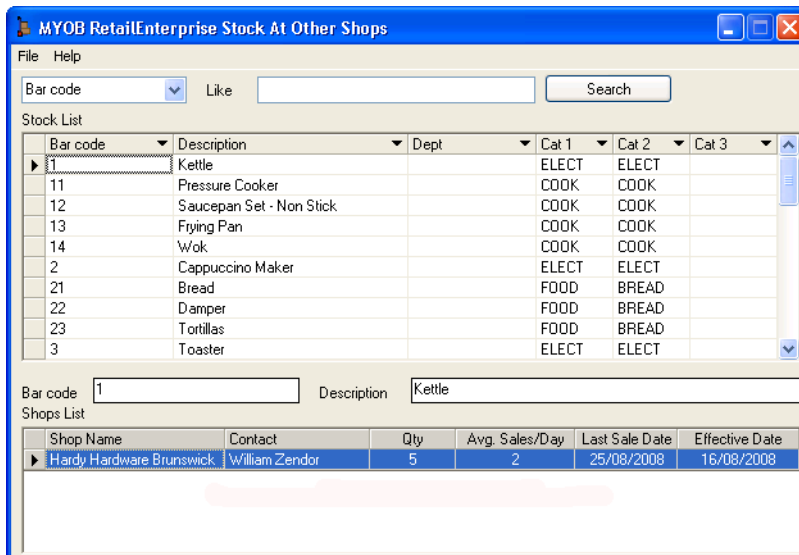 MYOB RetailEnterprise Stock At Other Shops
File Help
Bar code Like Search
Stock List
Bar code Description Dept Cat 1 Cat 2 Cat 3
1 Kettle ELECT ELECT
11 Pressure Cooker COOK COOK
12 Saucepan Set - Non Stick COOK COOK
13 Frying Pan COOK COOK
14 Wok COOK COOK
2 Cappuccino Maker ELECT ELECT
21 Bread FOOD BREAD
22 Damper FOOD BREAD
23 Tortillas FOOD BREAD
3 Toaster ELECT ELECT
Bar code 1 Description Kettle
Shops List
Shop Name Contact Qty Avg. Sales/Day Last Sale Date Effective Date
Hardy Hardware Brunswick William Zendor 5 2 25/08/2008 16/08/2008